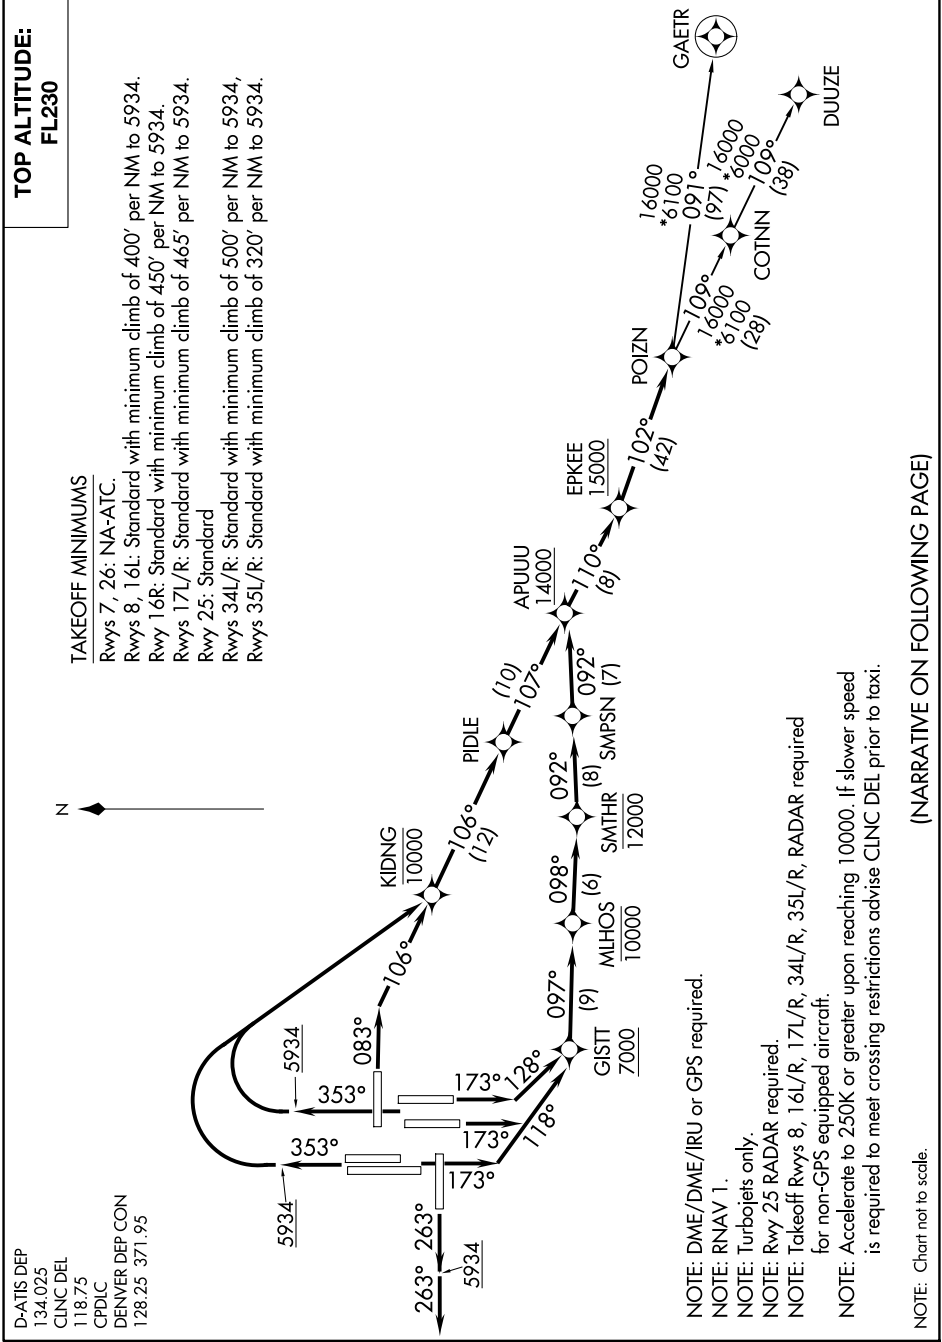 TOP ALTITUDE:
FL230
D-ATIS DEP
134.025
CLNC DEL
118.75
CPDLC
DENVER DEP CON
128.25 371.95
TAKEOFF MINIMUMS
Rwys 7, 26: NA-ATC.
Rwys 8, 16L: Standard with minimum climb of 400' per NM to 5934.
Rwy 16R: Standard with minimum climb of 450' per NM to 5934.
Rwys 17L/R: Standard with minimum climb of 465' per NM to 5934.
Rwy 25: Standard
Rwys 34L/R: Standard with minimum climb of 500' per NM to 5934,
Rwys 35L/R: Standard with minimum climb of 320' per NM to 5934.
N
5934
353°
5934
353°
083°
106°
KIDNG
10000
106°
(12)
PIDLE
(10)
107°
APUUU
14000
110°
(8)
EPKEE
15000
102°
(42)
POIZN
16000
*6100
091°
(97)
GAETR
109°
16000
*6100
(28)
COTNN
16000
*6000
109°
(38)
DUUZE
263°
263°
5934
173°
173°
173°
118°
128°
GISTT
7000
097°
(9)
MLHOS
10000
098°
(6)
SMTHR
12000
092°
(8)
SMPSN
092°
(7)
NOTE: DME/DME/IRU or GPS required.
NOTE: RNAV 1.
NOTE: Turbojets only.
NOTE: Rwy 25 RADAR required.
NOTE: Takeoff Rwys 8, 16L/R, 17L/R, 34L/R, 35L/R, RADAR required
for non-GPS equipped aircraft.
NOTE: Accelerate to 250K or greater upon reaching 10000. If slower speed
is required to meet crossing restrictions advise CLNC DEL prior to taxi.
NOTE: Chart not to scale.
(NARRATIVE ON FOLLOWING PAGE)